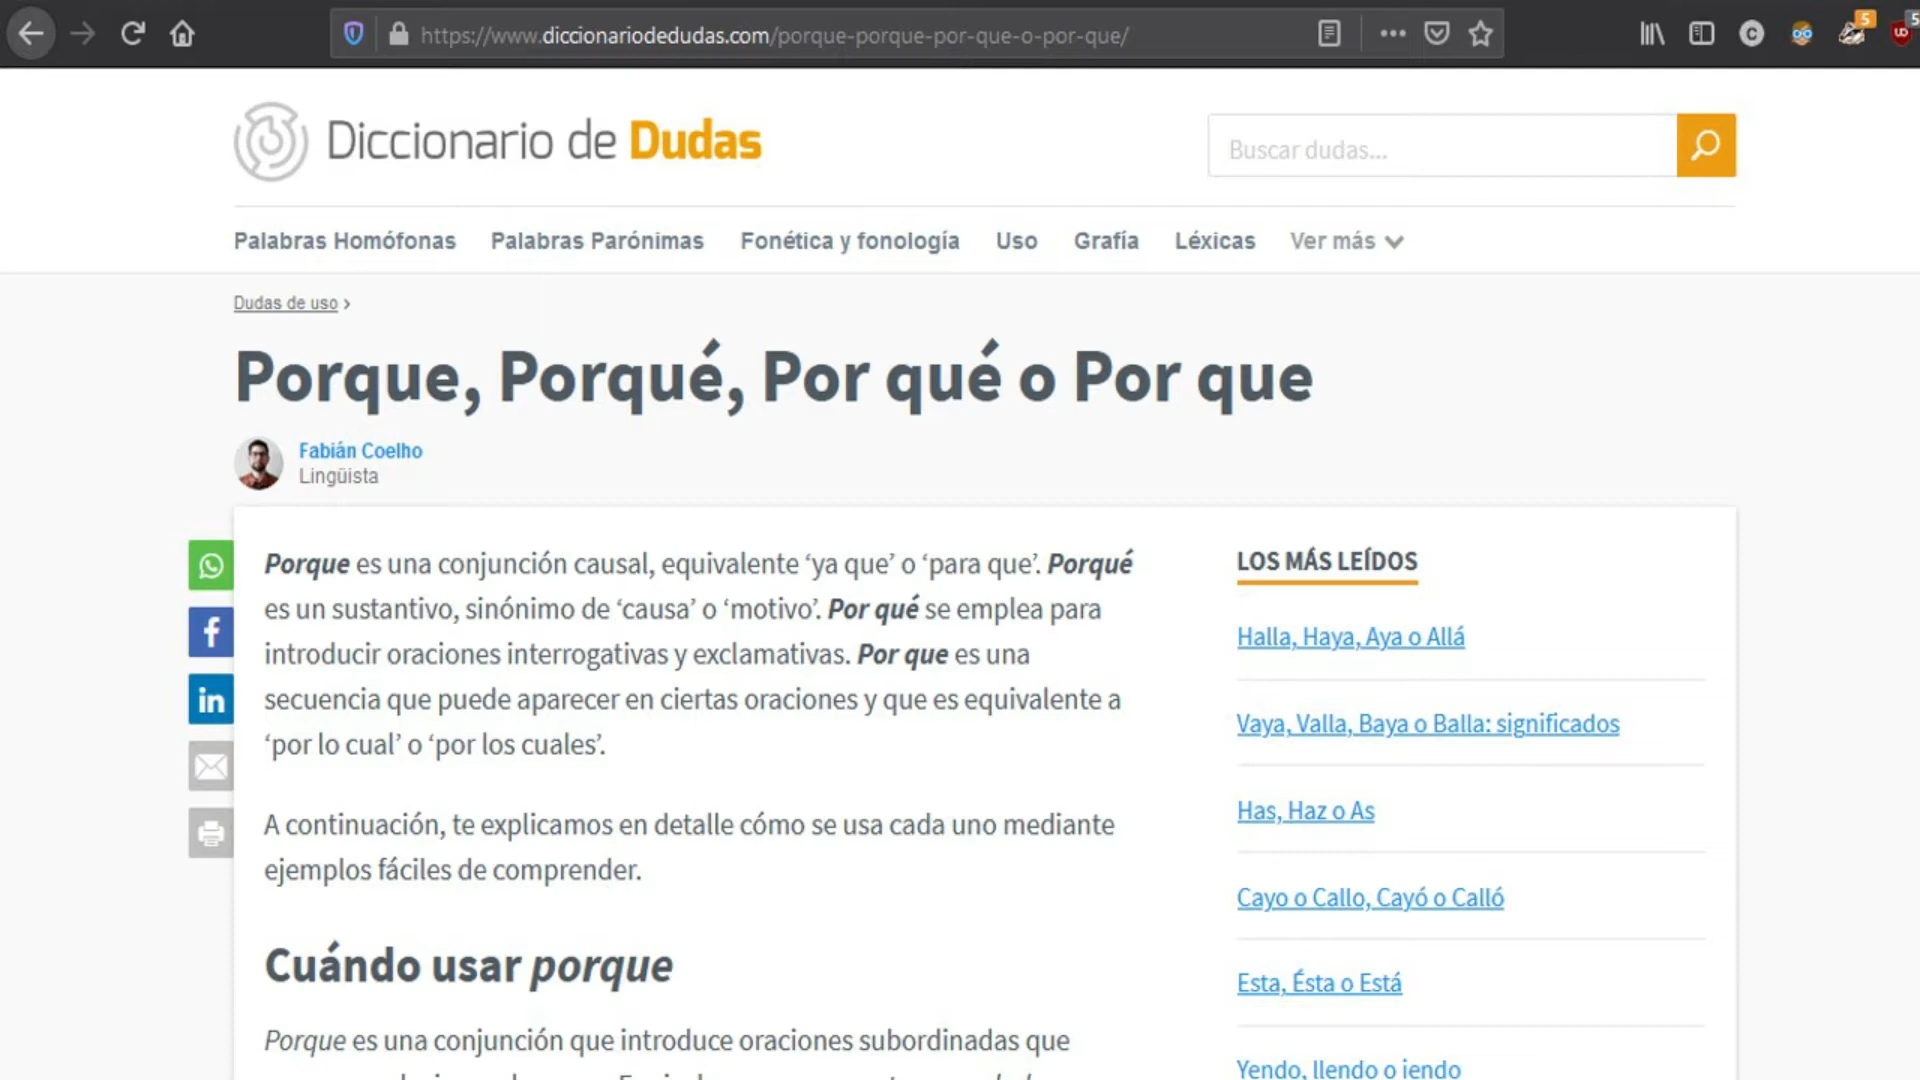 https://www.diccionariodedudas.com/porque-porque-por-que-o-por-que/
5
5
Diccionario de Dudas
Buscar dudas...
Palabras Homófonas Palabras Parónimas Fonética y fonología Uso Grafía Léxicas Ver más
Dudas de uso ›
Porque, Porqué, Por qué o Por que
Fabián Coelho
Lingüista
Porque es una conjunción causal, equivalente ‘ya que’ o ‘para que’. Porqué
es un sustantivo, sinónimo de ‘causa’ o ‘motivo’. Por qué se emplea para
introducir oraciones interrogativas y exclamativas. Por que es una
secuencia que puede aparecer en ciertas oraciones y que es equivalente a
‘por lo cual’ o ‘por los cuales’.
A continuación, te explicamos en detalle cómo se usa cada uno mediante
ejemplos fáciles de comprender.
Cuándo usar porque
Porque es una conjunción que introduce oraciones subordinadas que
LOS MÁS LEÍDOS
Halla, Haya, Aya o Allá
Vaya, Valla, Baya o Balla: significados
Has, Haz o As
Cayo o Callo, Cayó o Calló
Esta, Ésta o Está
Yendo, llendo o iendo